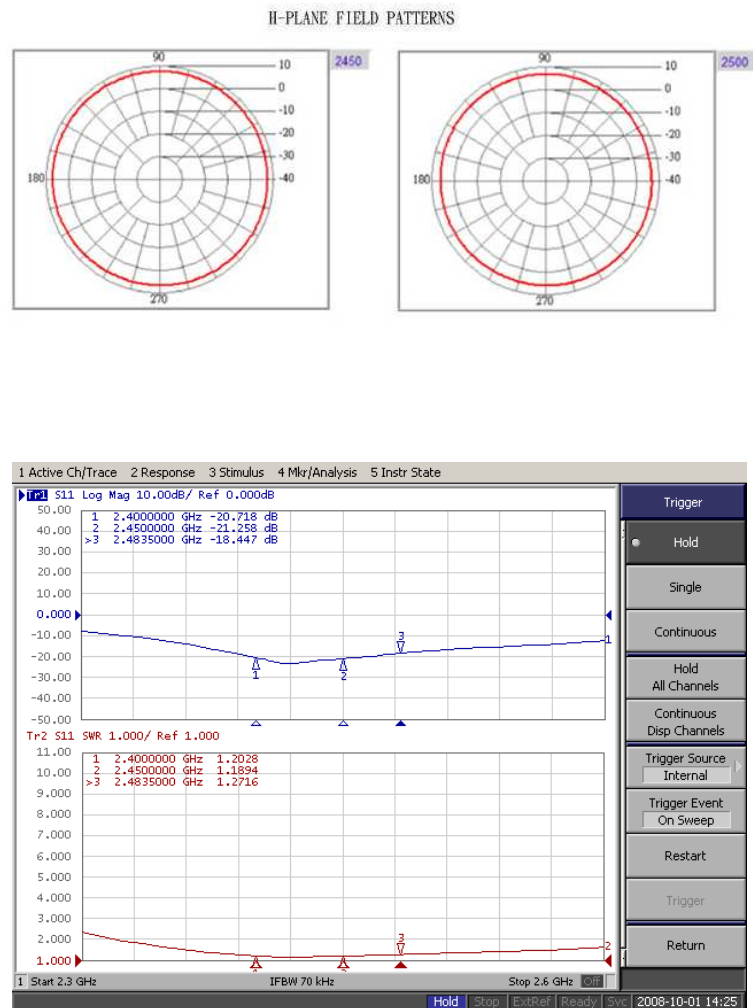 H-PLANE FIELD PATTERNS
90
10
0
-10
-20
-30
-40
180
270
2450
90
10
0
-10
-20
-30
-40
180
270
2500
1 Active Ch/Trace 2 Response 3 Stimulus 4 Mkr/Analysis 5 Instr State
Tr1 S11 Log Mag 10.00dB/ Ref 0.000dB
50.00
40.00
30.00
20.00
10.00
0.000
-10.00
-20.00
-30.00
-40.00
-50.00
1 2.4000000 GHz -20.718 dB
2 2.4500000 GHz -21.258 dB
>3 2.4835000 GHz -18.447 dB
1
2
3
1
Tr2 S11 SWR 1.000/ Ref 1.000
11.00
10.00
9.000
8.000
7.000
6.000
5.000
4.000
3.000
2.000
1.000
1 2.4000000 GHz 1.2028
2 2.4500000 GHz 1.1894
>3 2.4835000 GHz 1.2716
3
2
1 Start 2.3 GHz IFBW 70 kHz Stop 2.6 GHz Off
Trigger
Hold
Single
Continuous
Hold
All Channels
Continuous
Disp Channels
Trigger Source
Internal
Trigger Event
On Sweep
Restart
Trigger
Return
Hold Stop ExtRef Ready Svc 2008-10-01 14:25